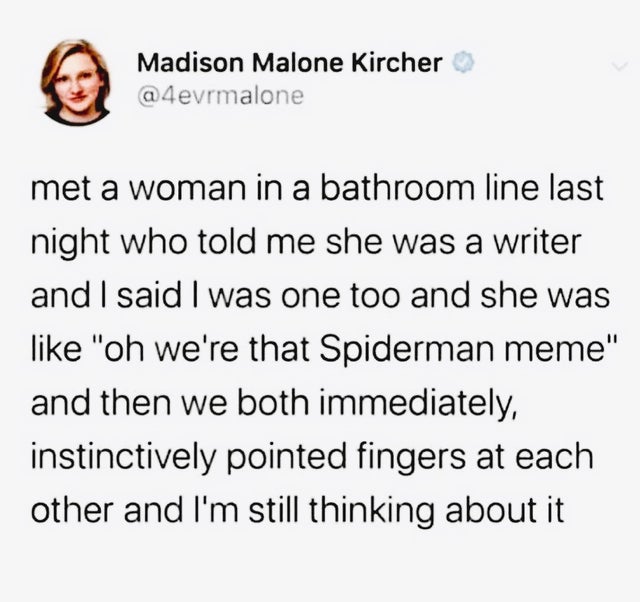 Madison Malone Kircher
@4evrmalone
met a woman in a bathroom line last
night who told me she was a writer
and I said I was one too and she was
like "oh we're that Spiderman meme"
and then we both immediately,
instinctively pointed fingers at each
other and I'm still thinking about it